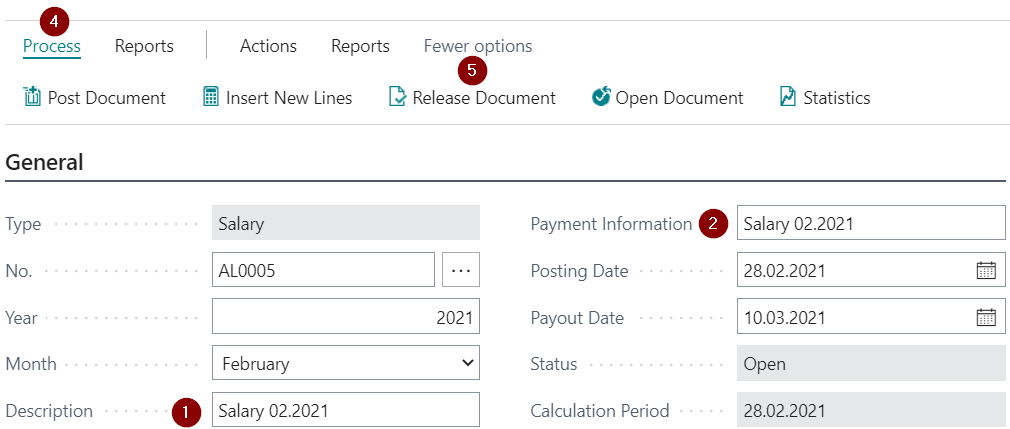 4
Process Reports Actions Reports Fewer options
5
Post Document Insert New Lines Release Document Open Document Statistics
General
Type Salary Payment Information 2 Salary 02.2021
No. AL0005 ... Posting Date 28.02.2021
Year 2021 Payout Date 10.03.2021
Month February Status Open
Description 1 Salary 02.2021 Calculation Period 28.02.2021